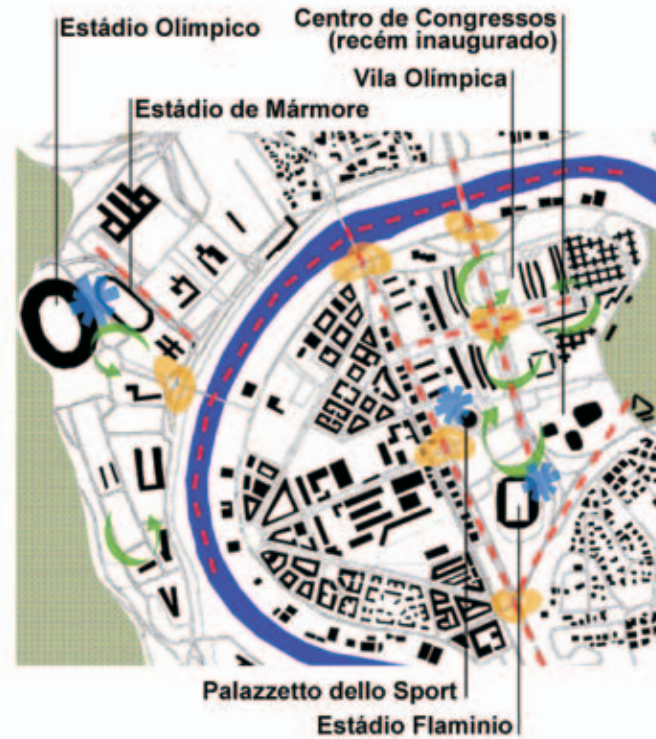 Estádio Olímpico
Centro de Congressos
(recém inaugurado)
Vila Olímpica
Estádio de Mármore
Palazzetto dello Sport
Estádio Flaminio